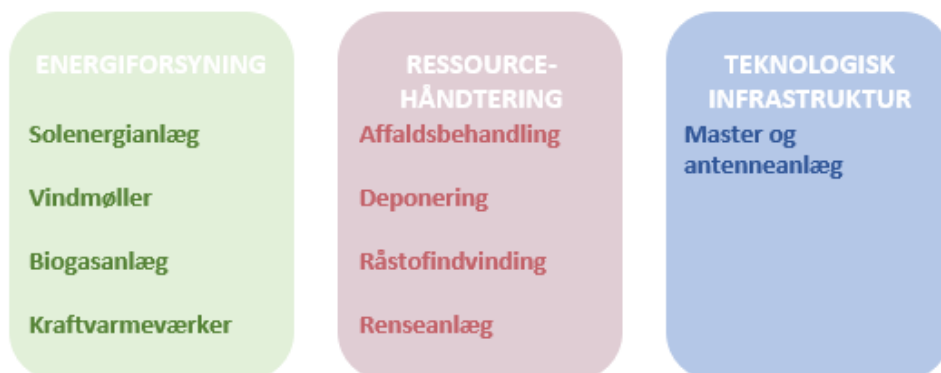 ENERGIFORSYNING
Solenergianlæg
Vindmøller
Biogasanlæg
Kraftvarmeværker
RESSOURCE-
HÅNDTERING
Affaldsbehandling
Deponering
Råstofindvinding
Renseanlæg
TEKNOLOGISK
INFRASTRUKTUR
Master og
antenneanlæg